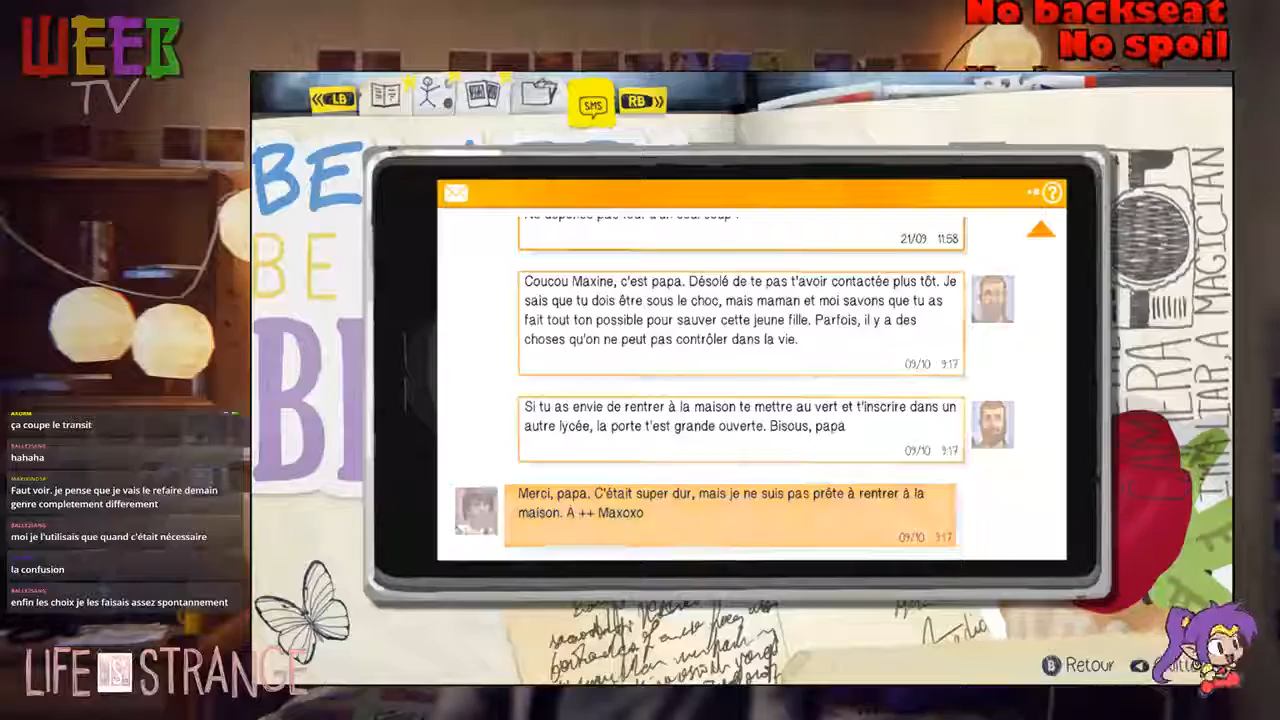 WEEB
TV
No backseat
No spoil
LB
SMS
RB
BE
BE
?
21/09 11:58
Coucou Maxine, c'est papa. Désolé de te pas t'avoir contactée plus tôt. Je
sais que tu dois être sous le choc, mais maman et moi savons que tu as
fait tout ton possible pour sauver cette jeune fille. Parfois, il y a des
choses qu'on ne peut pas contrôler dans la vie.
09/10 9:17
Si tu as envie de rentrer à la maison te mettre au vert et t'inscrire dans un
autre lycée, la porte t'est grande ouverte. Bisous, papa
09/10 9:17
Merci, papa. C'était super dur, mais je ne suis pas prête à rentrer à la
maison. À ++ Maxoxo
09/10 9:17
LIAR, A MAGICIAN
ça coupe le transit
hahaha
Faut voir. je pense que je vais le refaire demain
genre completement differement
moi je l'utilisais que quand c'était nécessaire
la confusion
enfin les choix je les faisais assez spontannement
LIFE IS STRANGE
B Retour